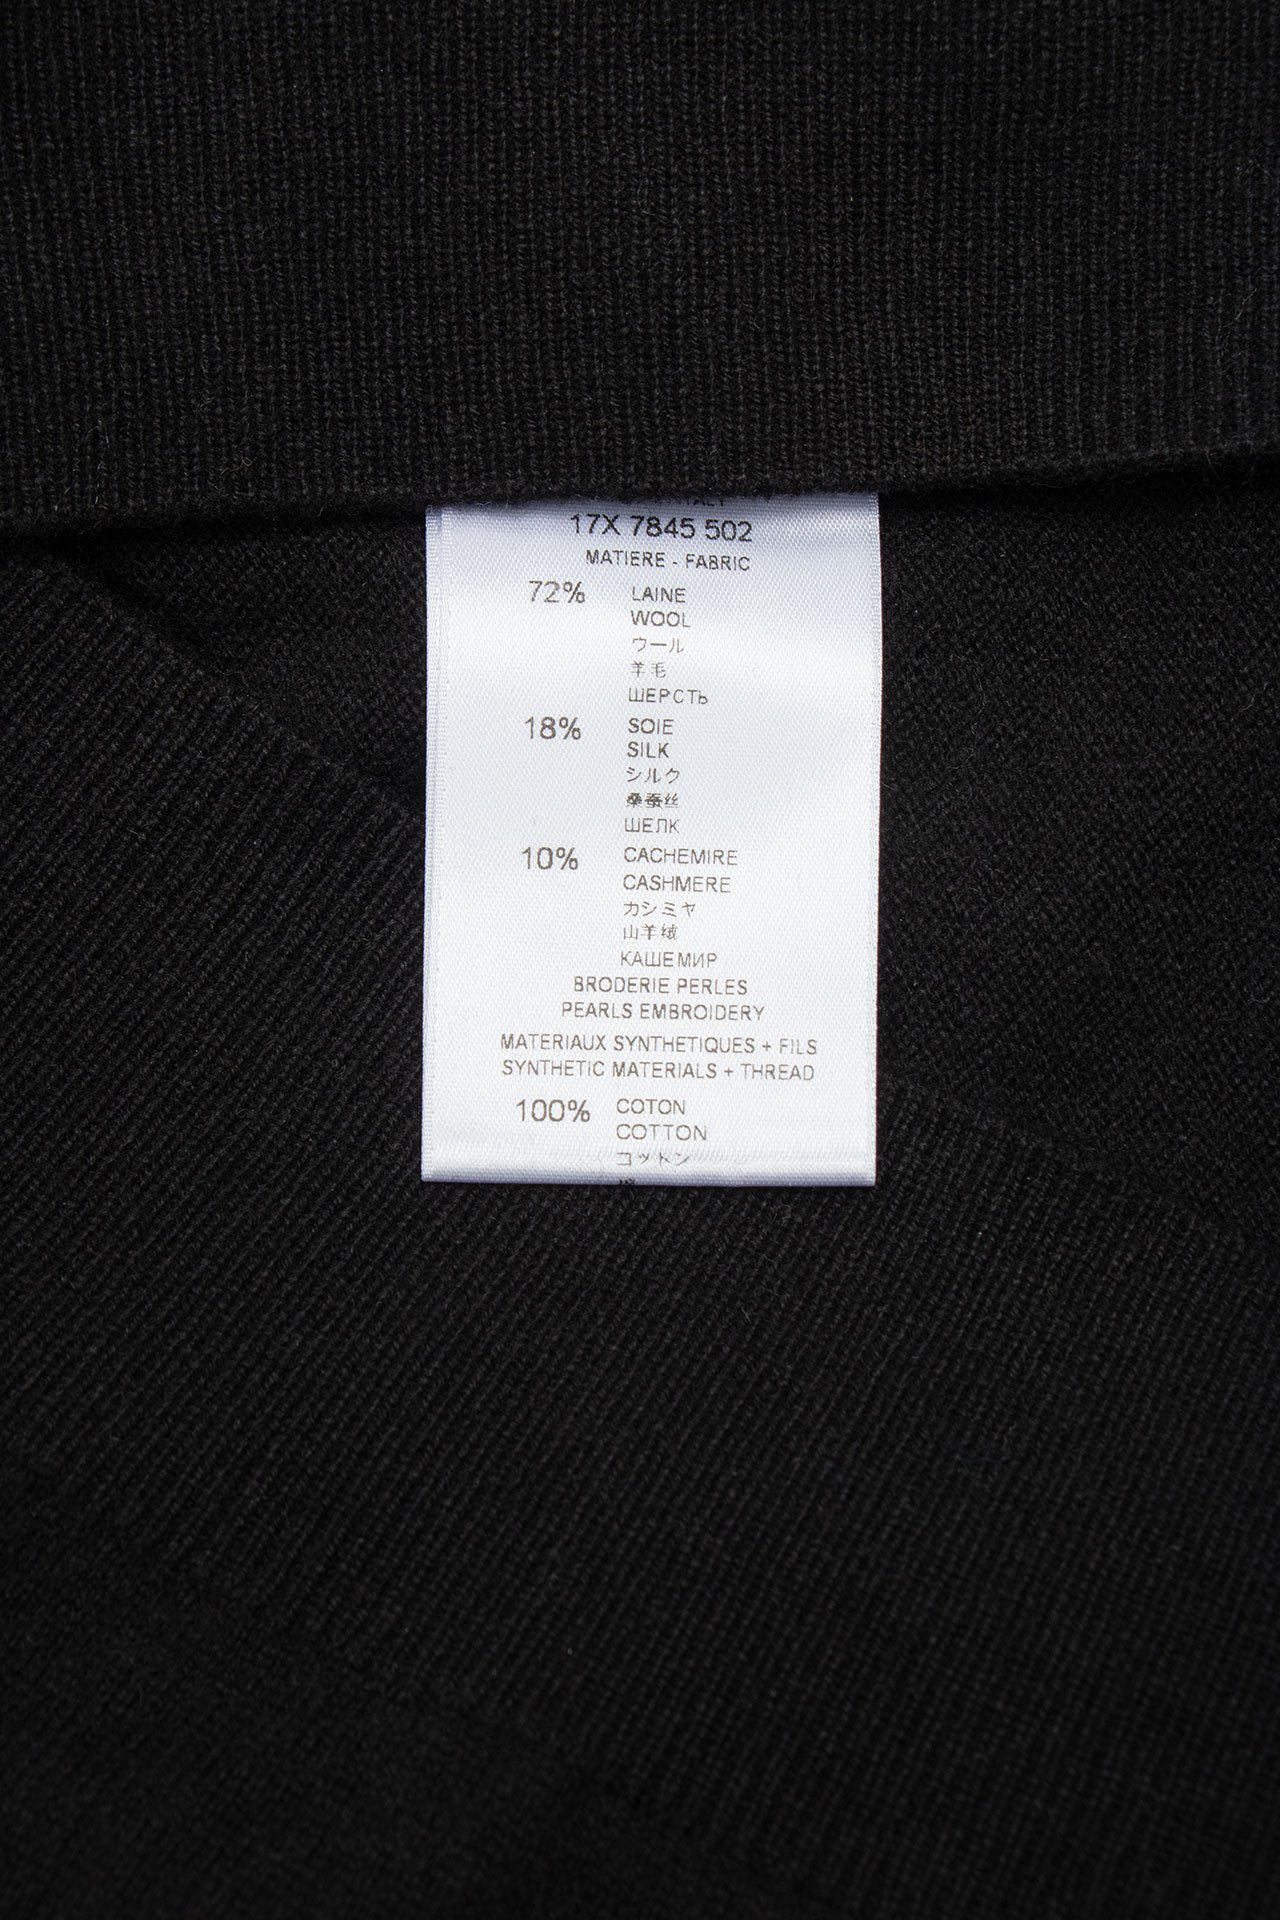 17X 7845 502
MATIERE - FABRIC
72% LAINE
WOOL
ウール
羊毛
ШЕРСТЬ
18% SOIE
SILK
シルク
桑蚕丝
ШЕЛК
10% CACHEMIRE
CASHMERE
カシミヤ
山羊绒
КАШЕМИР
BRODERIE PERLES
PEARLS EMBROIDERY
MATERIAUX SYNTHETIQUES + FILS
SYNTHETIC MATERIALS + THREAD
100% COTON
COTTON
コットン